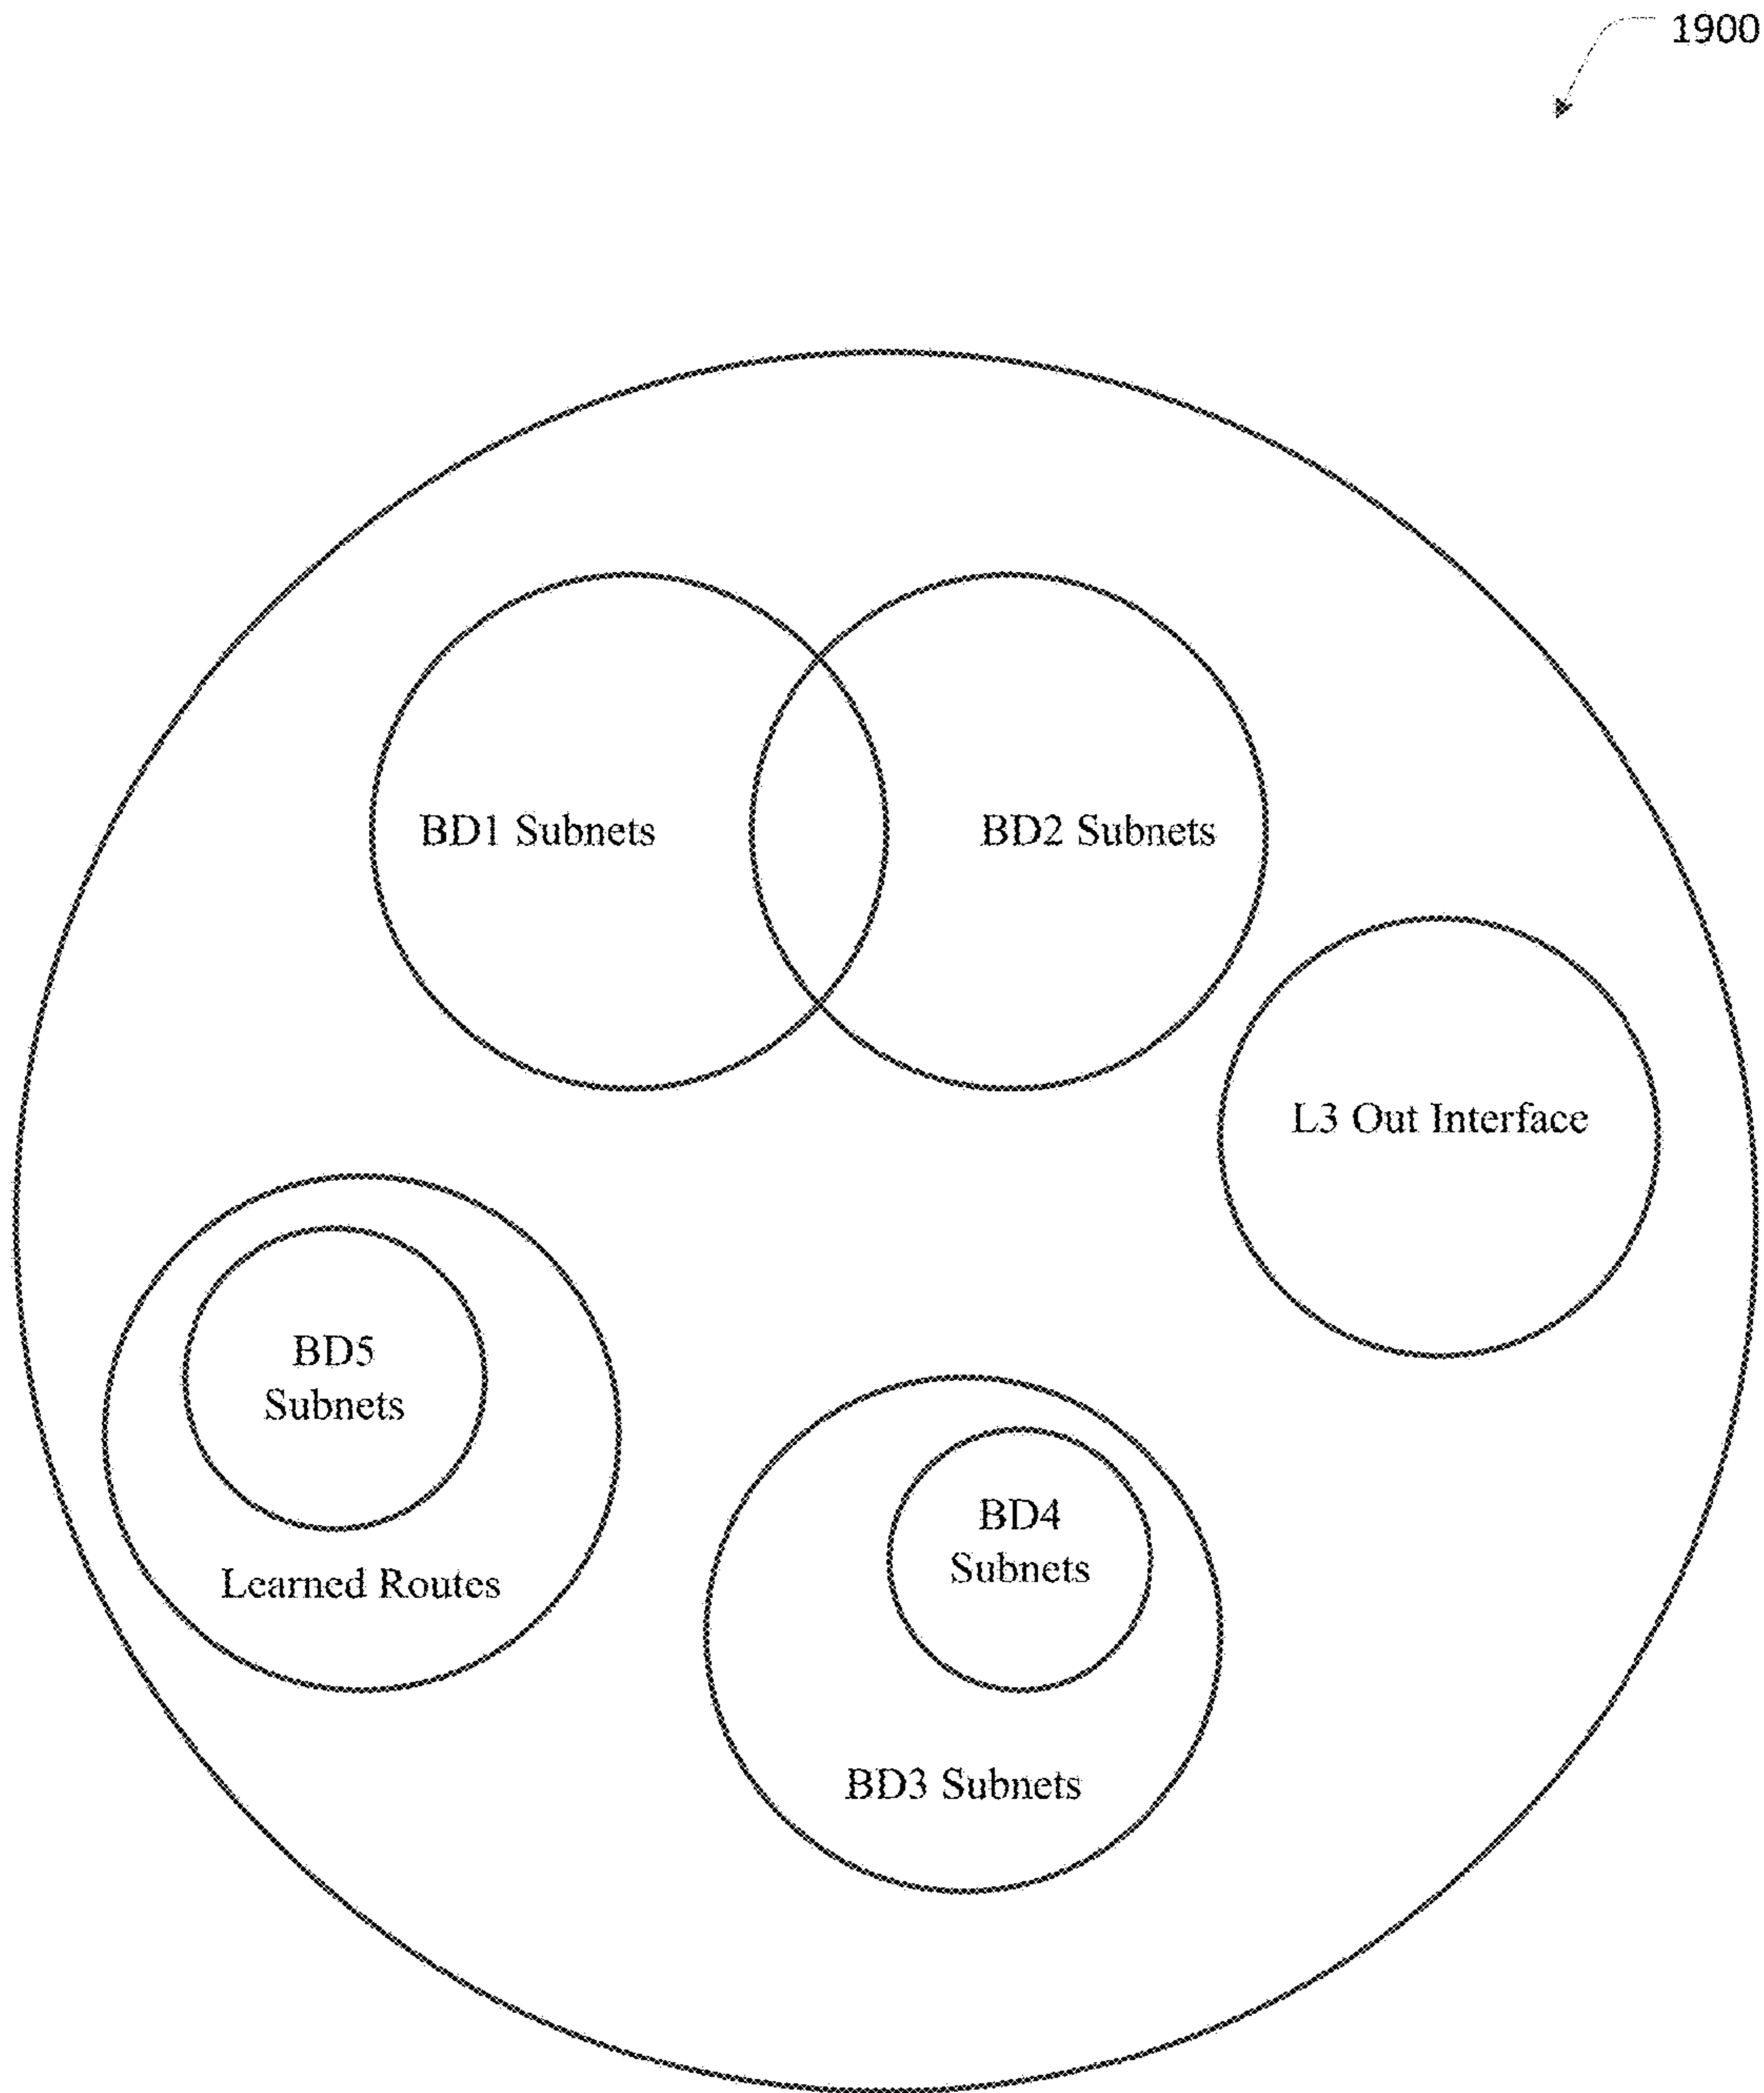 1900
BD1 Subnets
BD2 Subnets
L3 Out Interface
BD5
Subnets
Learned Routes
BD4
Subnets
BD3 Subnets